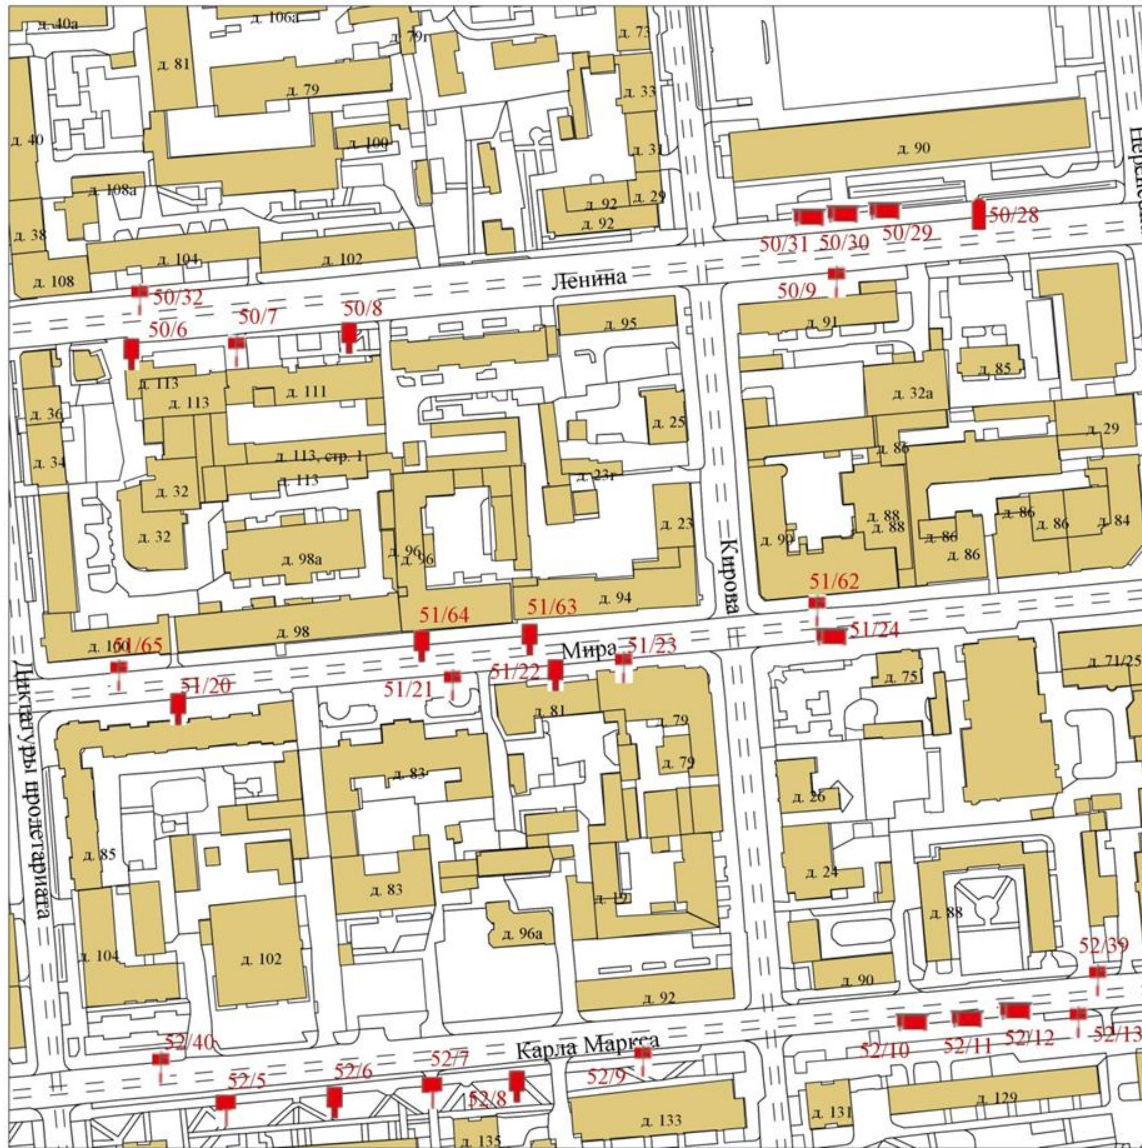 д. 40а
д. 106а
д. 79г
д. 73
д. 81
д. 79
д. 33
д. 40
д. 100
д. 31
д. 90
д. 108а
д. 92
д. 29
д. 92
д. 38
50/31
50/30
50/29
50/28
д. 104
д. 102
д. 108
Ленина
50/32
50/9
50/6
50/7
50/8
д. 95
д. 91
д. 113
д. 111
д. 85
д. 113
д. 32а
д. 36
д. 25
д. 29
д. 34
д. 113, стр. 1
д. 86
д. 113
д. 23г
д. 32
д. 88
д. 86
д. 84
д. 32
д. 23
д. 88
д. 86
д. 86
д. 98а
д. 96
д. 96
Кирова
д. 90
д. 86
51/62
д. 94
51/64
51/63
д. 98
51/24
д. 100
51/65
Мира
51/23
51/22
51/21
51/20
д. 75
д. 71/25
д. 81
д. 79
д. 83
д. 79
Диктатуры пролетариата
д. 26
д. 85
д. 83
д. 24
д. 19
д. 88
д. 96а
д. 104
д. 102
52/39
д. 90
д. 92
52/40
Карла Маркса
52/10
52/11
52/12
52/13
52/5
52/6
52/7
52/8
52/9
д. 133
д. 131
д. 129
д. 135